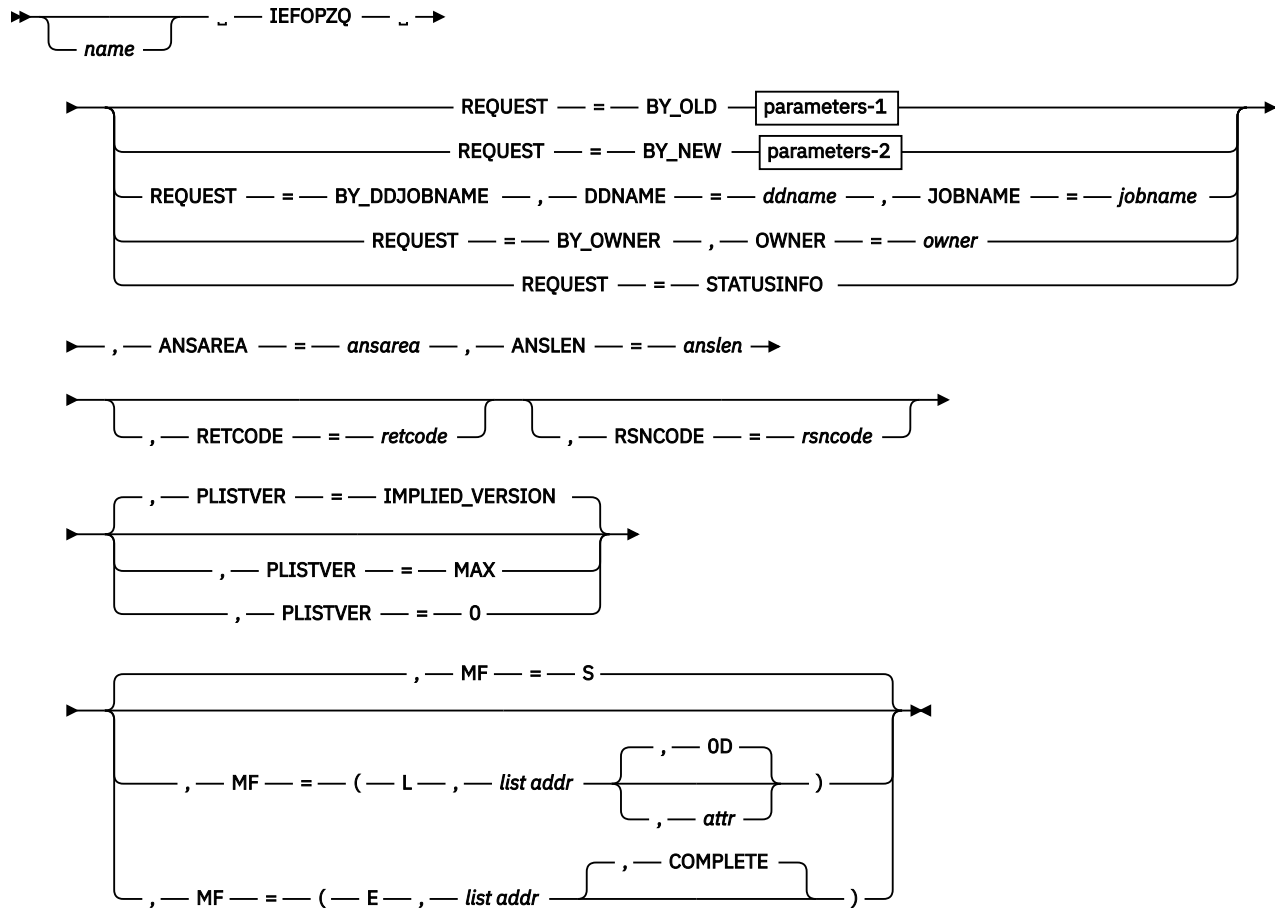 name ␣ IEFOPZQ ␣
REQUEST = BY_OLD parameters-1
REQUEST = BY_NEW parameters-2
REQUEST = BY_DDJOBNAME , DDNAME = ddname , JOBNAME = jobname
REQUEST = BY_OWNER , OWNER = owner
REQUEST = STATUSINFO
, ANSAREA = ansarea , ANSLEN = anslen
, RETCODE = retcode , RSNCODE = rsncode
, PLISTVER = IMPLIED_VERSION
, PLISTVER = MAX
, PLISTVER = 0
, MF = S
, 0D
, MF = ( L , list addr )
, attr
, COMPLETE
, MF = ( E , list addr )